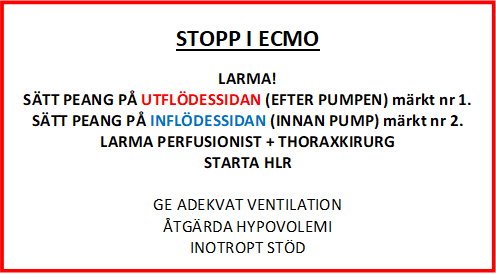 STOPP I ECMO
LARMA!
SÄTT PEANG PÅ UTFLÖDESSIDAN (EFTER PUMPEN) märkt nr 1.
SÄTT PEANG PÅ INFLÖDESSIDAN (INNAN PUMP) märkt nr 2.
LARMA PERFUSIONIST + THORAXKIRURG
STARTA HLR
GE ADEKVAT VENTILATION
ÅTGÄRDA HYPOVOLEMI
INOTROPT STÖD